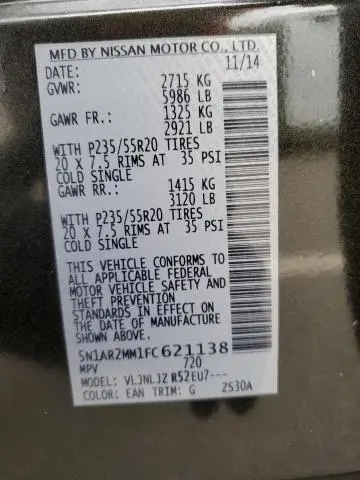 MFD BY NISSAN MOTOR CO., LTD.
DATE: 11/14
GVWR: 2715 KG
5986 LB
GAWR FR.: 1325 KG
2921 LB
WITH P235/55R20 TIRES
20 X 7.5 RIMS AT 35 PSI
COLD SINGLE
GAWR RR.: 1415 KG
3120 LB
WITH P235/55R20 TIRES
20 X 7.5 RIMS AT 35 PSI
COLD SINGLE
THIS VEHICLE CONFORMS TO
ALL APPLICABLE FEDERAL
MOTOR VEHICLE SAFETY AND
THEFT PREVENTION
STANDARDS IN EFFECT ON THE
DATE OF MANUFACTURE
SHOWN ABOVE.
5N1AR2MM1FC621138
MPV 720
MODEL: VLJNLJZ R52EU7---
COLOR: EAN TRIM: G 2S30A